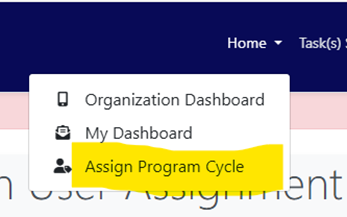 Home Task(s)
Organization Dashboard
My Dashboard
Assign Program Cycle
User Assignment